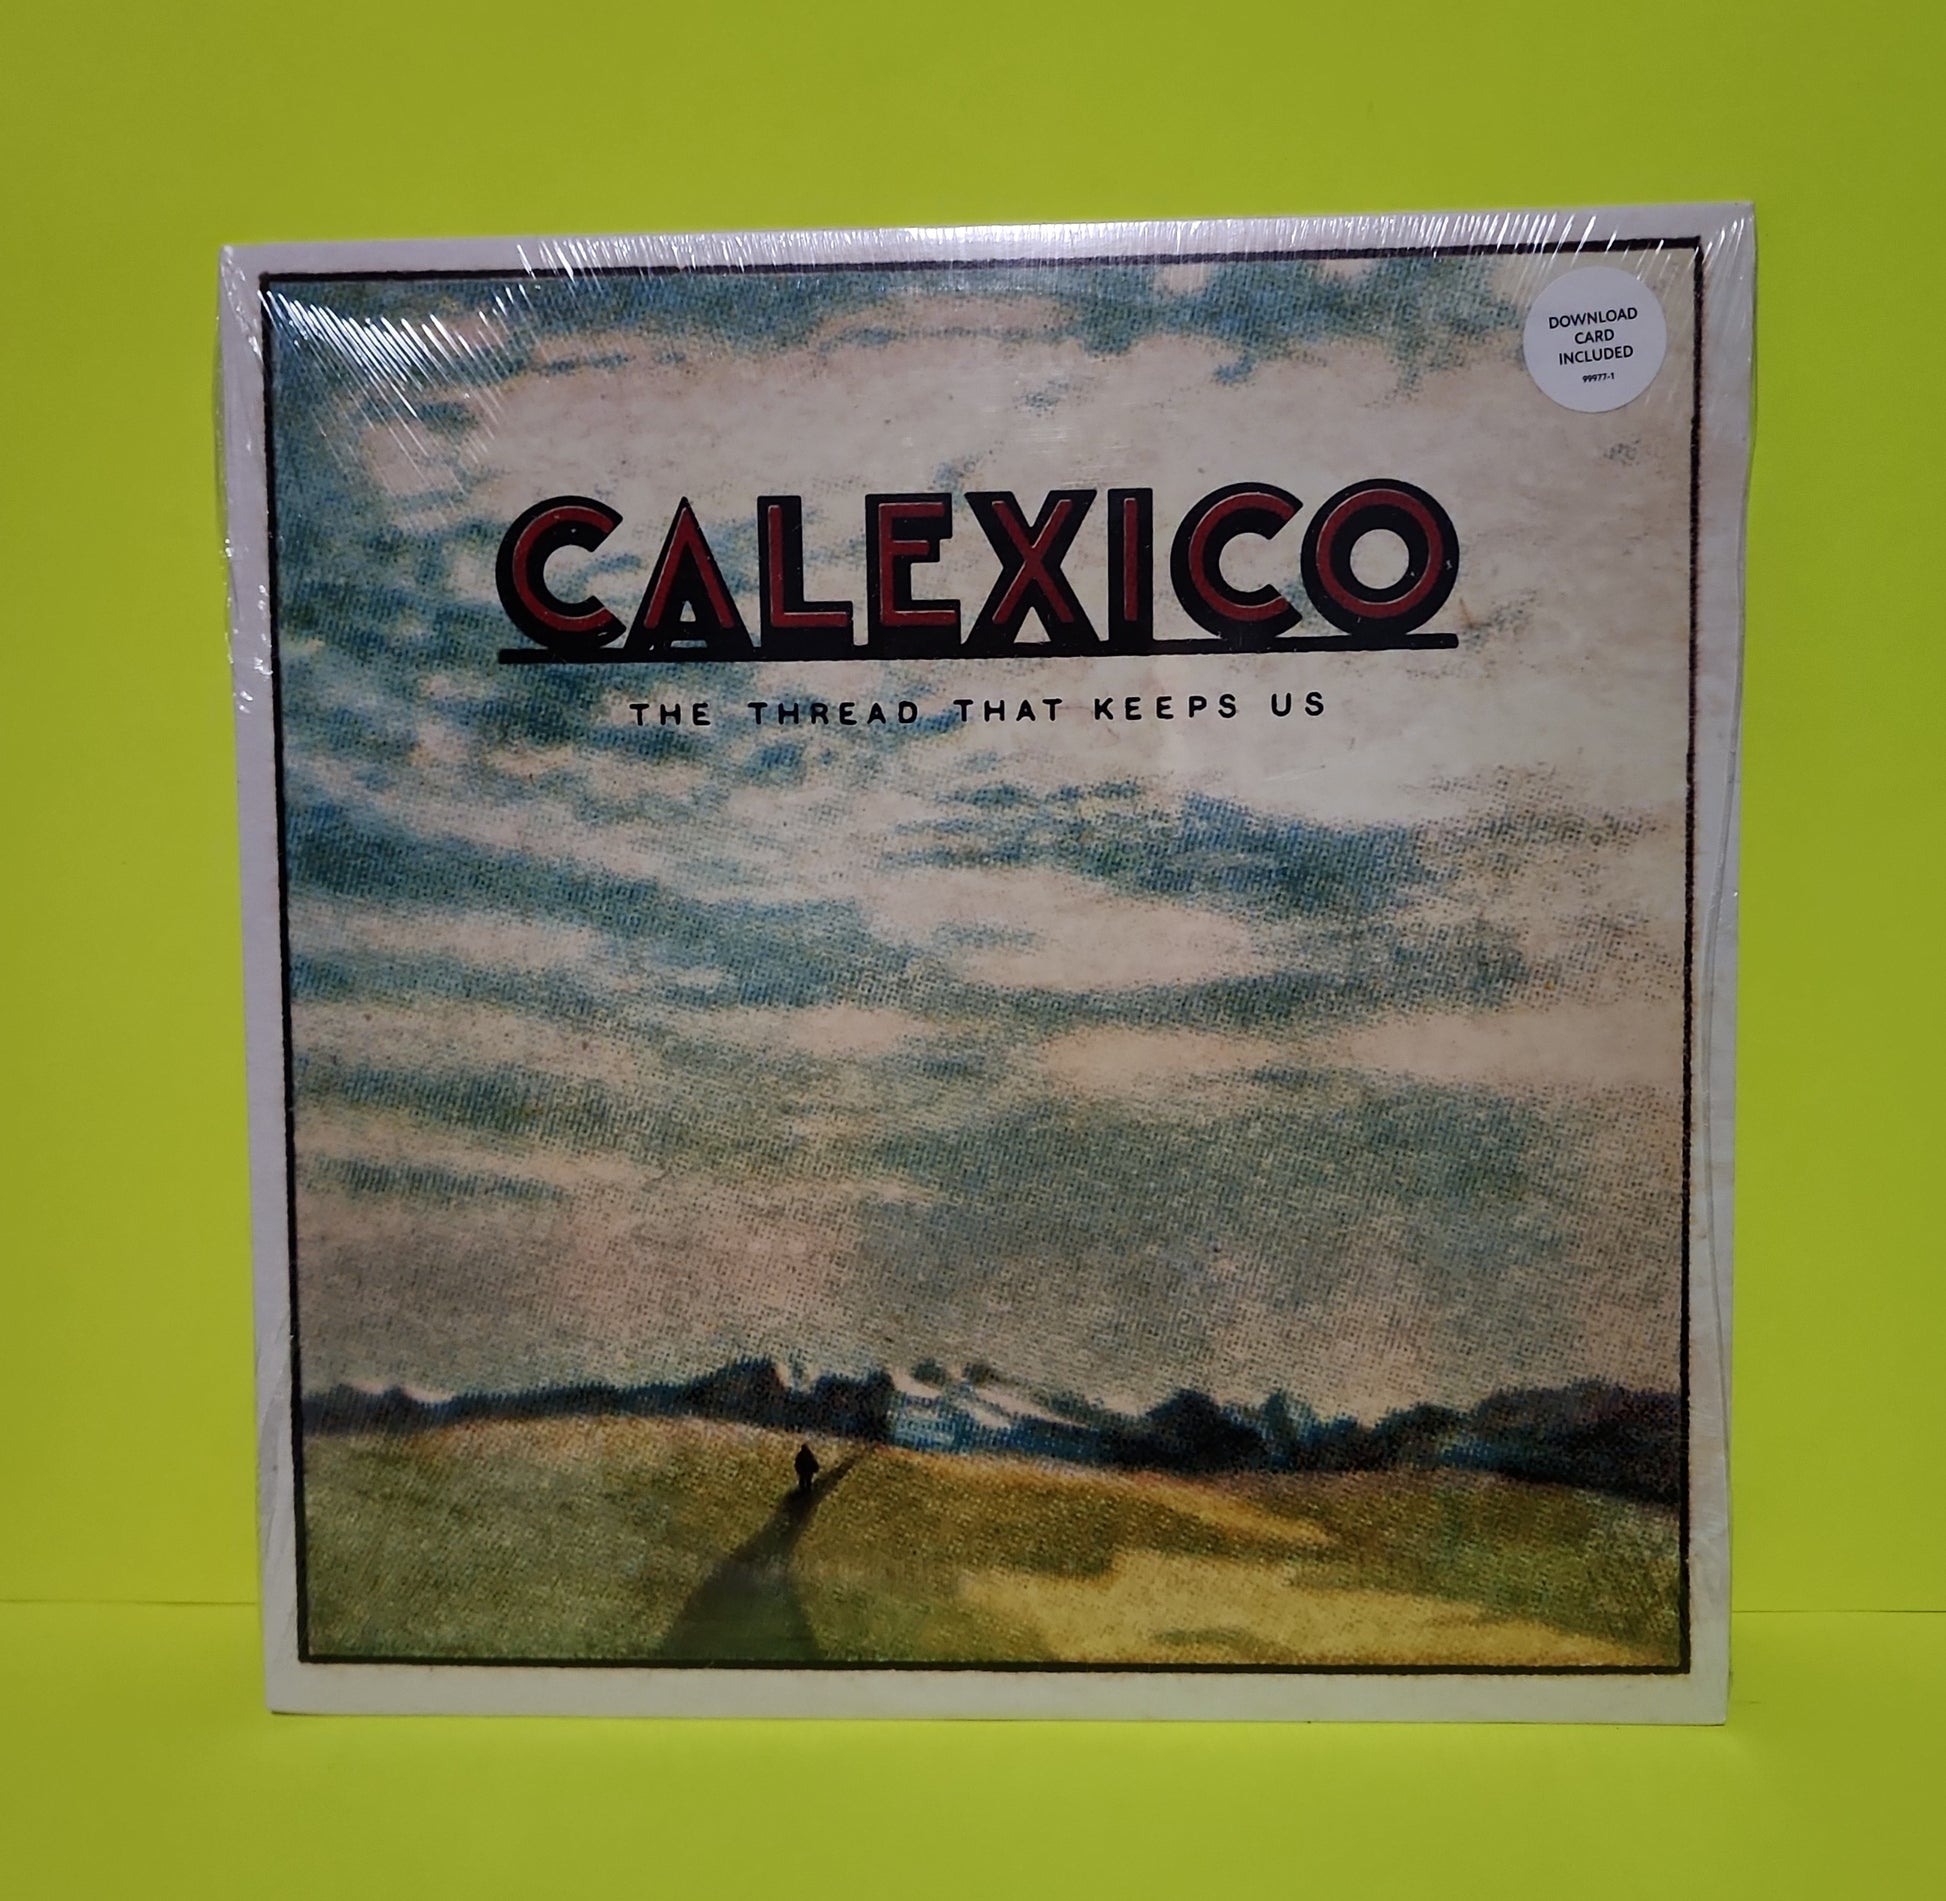 DOWNLOAD
CARD
INCLUDED
99977-1
CALEXICO
THE THREAD THAT KEEPS US